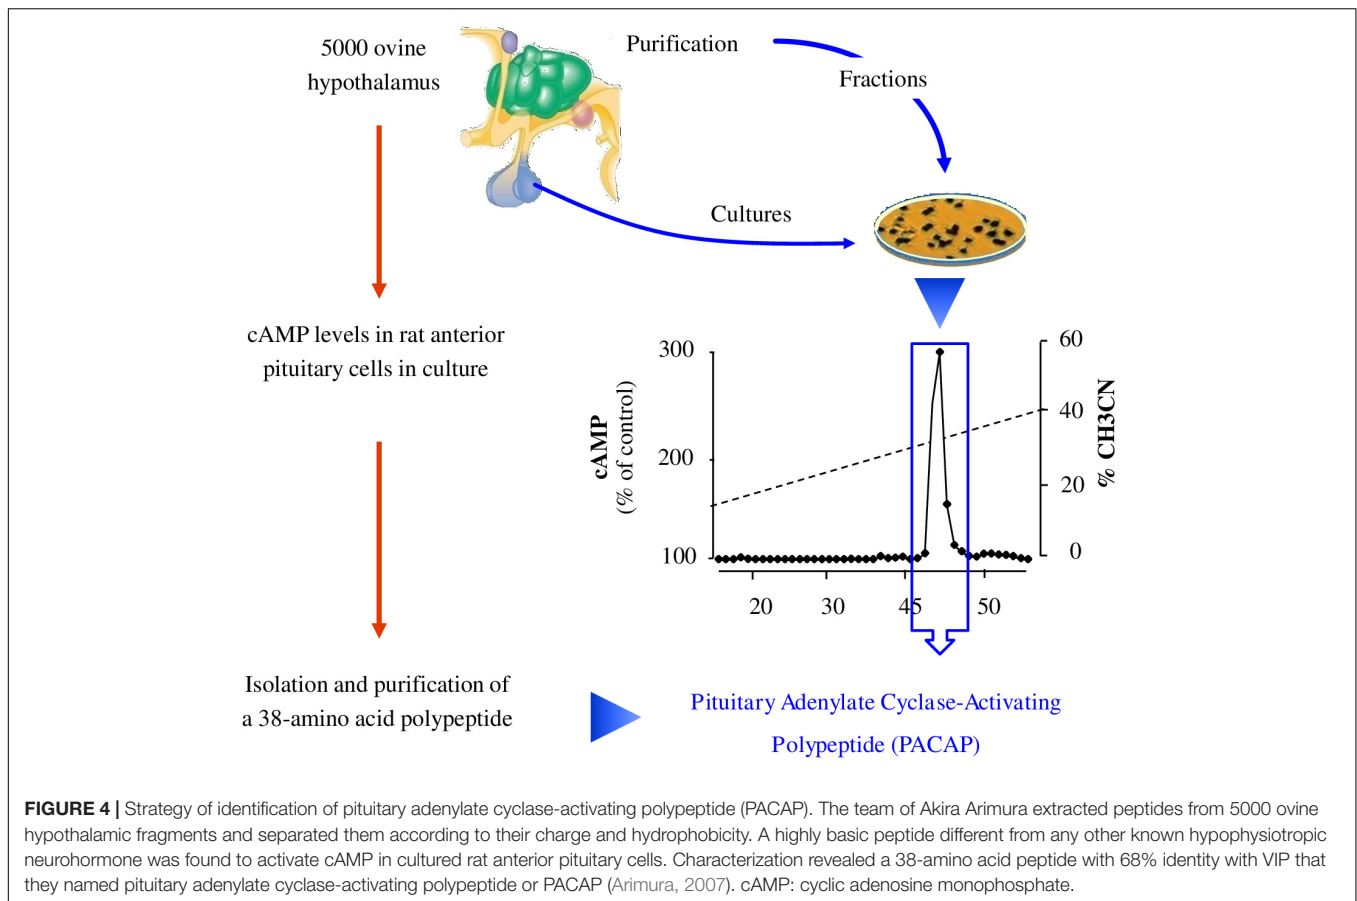 5000 ovine
hypothalamus
Purification
Fractions
Cultures
cAMP levels in rat anterior
pituitary cells in culture
300
200
100
cAMP
(% of control)
60
40
20
0
% CH3CN
20
30
45
50
Isolation and purification of
a 38-amino acid polypeptide
Pituitary Adenylate Cyclase-Activating
Polypeptide (PACAP)
FIGURE 4 | Strategy of identification of pituitary adenylate cyclase-activating polypeptide (PACAP). The team of Akira Arimura extracted peptides from 5000 ovine
hypothalamic fragments and separated them according to their charge and hydrophobicity. A highly basic peptide different from any other known hypophysiotropic
neurohormone was found to activate cAMP in cultured rat anterior pituitary cells. Characterization revealed a 38-amino acid peptide with 68% identity with VIP that
they named pituitary adenylate cyclase-activating polypeptide or PACAP (Arimura, 2007). cAMP: cyclic adenosine monophosphate.